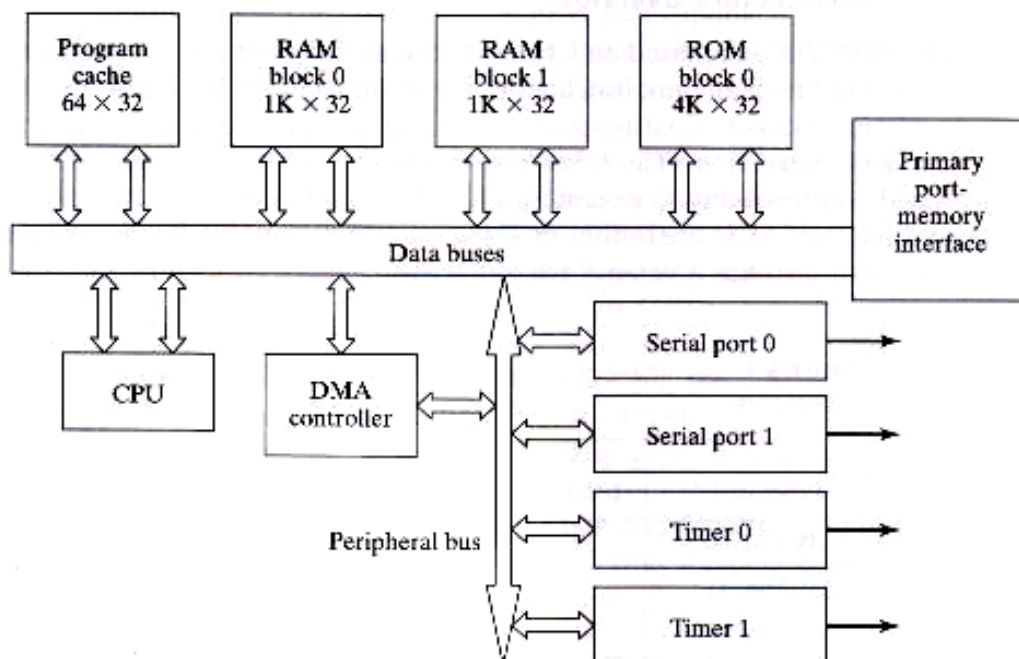 Program
cache
64 × 32
RAM
block 0
1K × 32
RAM
block 1
1K × 32
ROM
block 0
4K × 32
Primary
port-
memory
interface
Data buses
CPU
DMA
controller
Serial port 0
Serial port 1
Peripheral bus
Timer 0
Timer 1